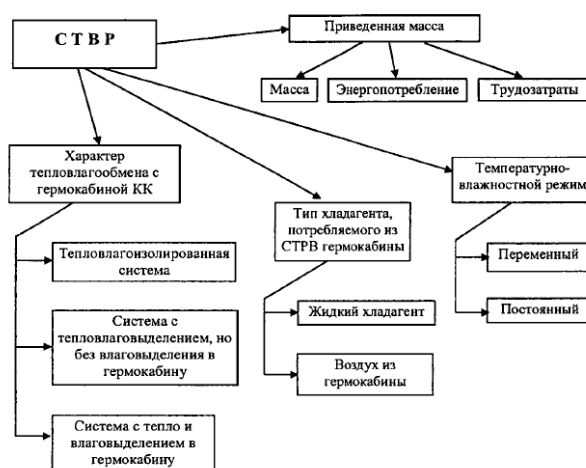 С Т В Р
Приведенная масса
Масса
Энергопотребление
Трудозатраты
Характер
тепловлагообмена с
гермокабиной КК
Тепловлагоизолированная
система
Система с
тепловлаговыделением, но
без влаговыделения в
гермокабину
Система с тепло и
влаговыделением в
гермокабину
Тип хладагента,
потребляемого из
СТРВ гермокабины
Жидкий хладагент
Воздух из
гермокабины
Температурно-
влажностной режим
Переменный
Постоянный